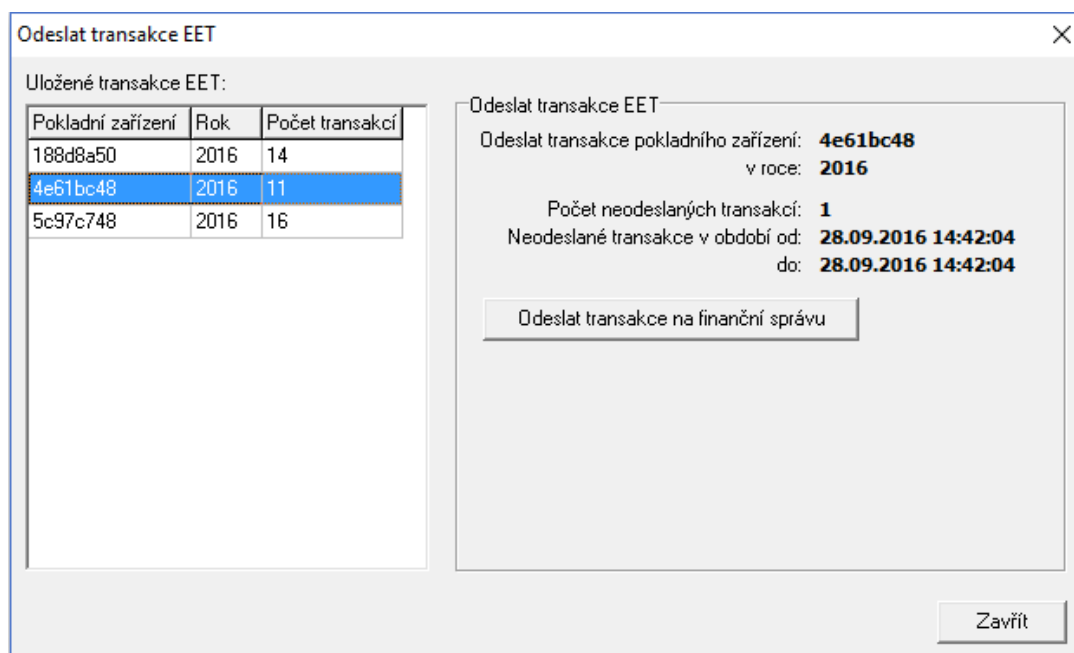 Odeslat transakce EET
Uložené transakce EET:
Pokladní zařízení Rok Počet transakcí
188d8a50 2016 14
4e61bc48 2016 11
5c97c748 2016 16
Odeslat transakce EET
Odeslat transakce pokladního zařízení: 4e61bc48
v roce: 2016
Počet neodeslaných transakcí: 1
Neodeslané transakce v období od: 28.09.2016 14:42:04
do: 28.09.2016 14:42:04
Odeslat transakce na finanční správu
Zavřít